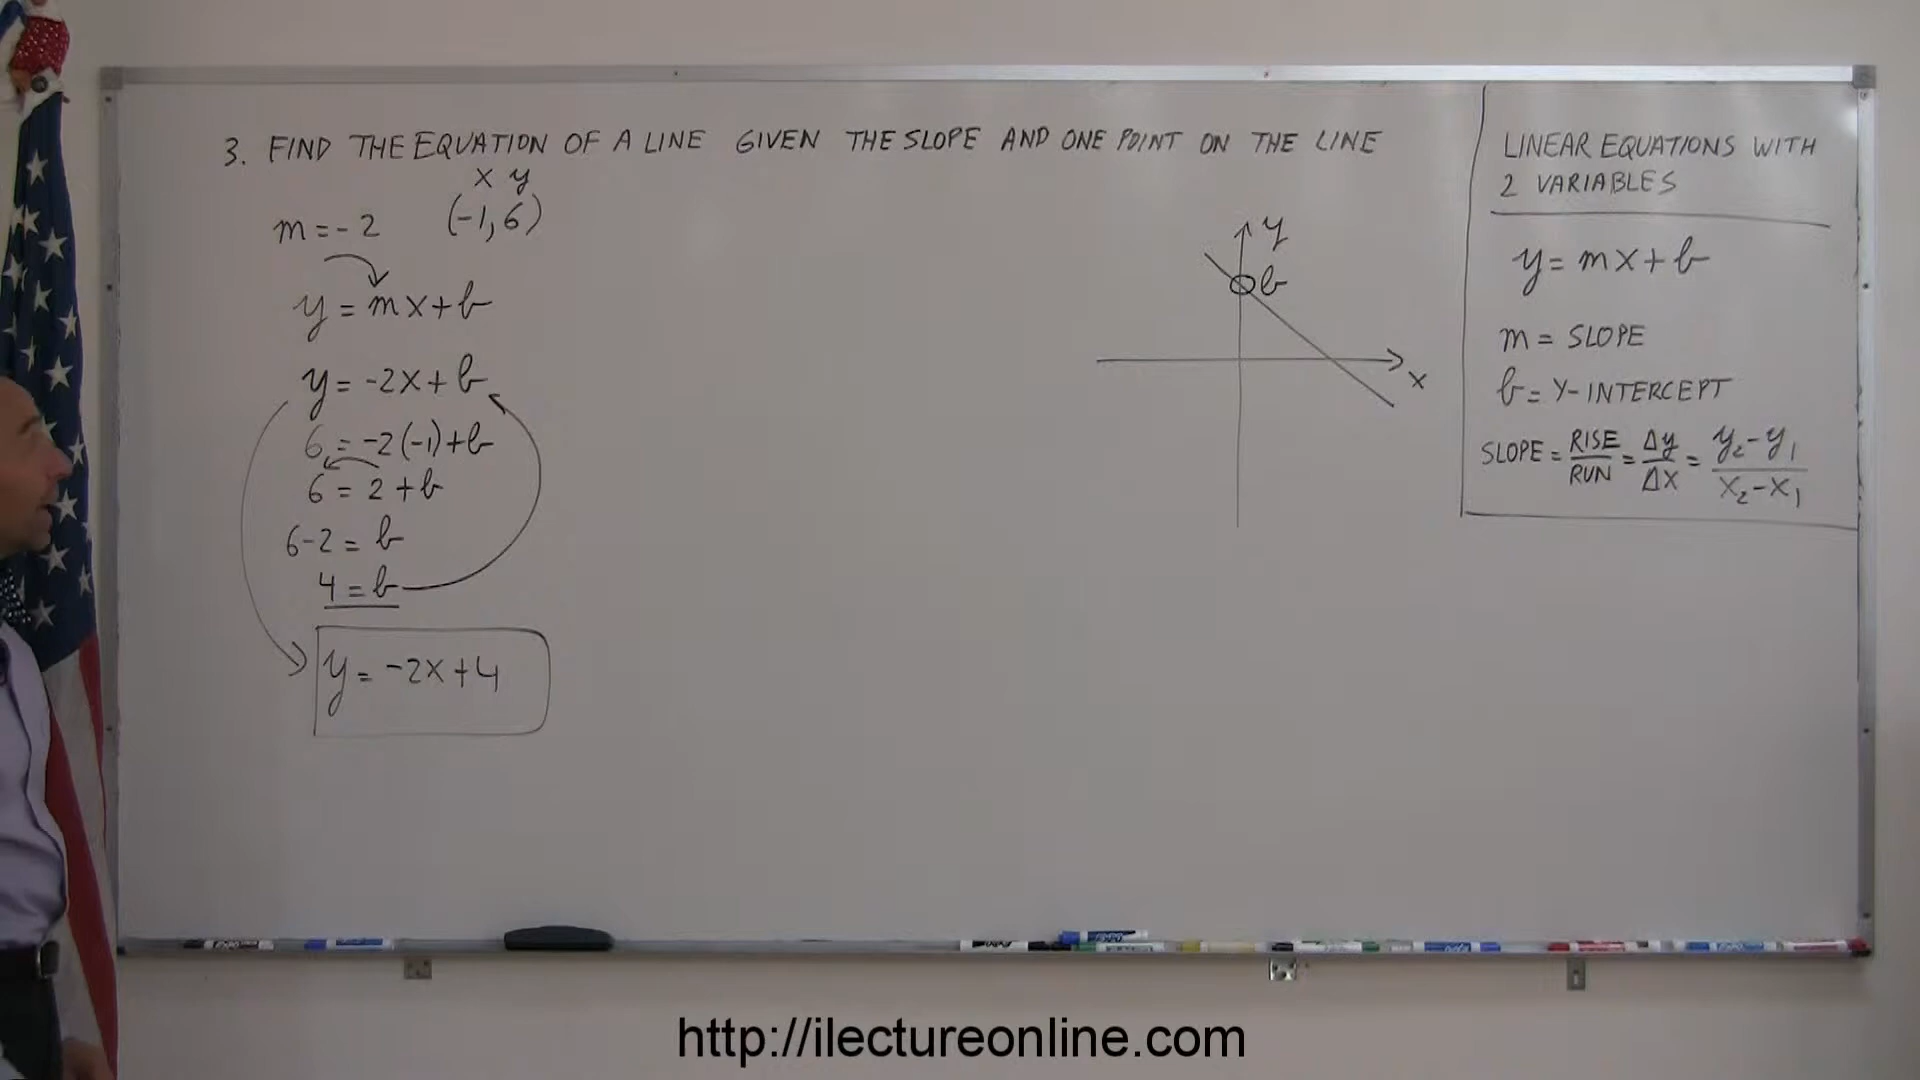 3. FIND THE EQUATION OF A LINE GIVEN THE SLOPE AND ONE POINT ON THE LINE
x y
m = -2 (-1, 6)
y = mx + b
y = -2x + b
6 = -2(-1) + b
6 = 2 + b
6 - 2 = b
4 = b
y = -2x + 4
y
b
x
LINEAR EQUATIONS WITH
2 VARIABLES
y = mx + b
m = SLOPE
b = Y-INTERCEPT
SLOPE = RISE/RUN = Δy/Δx = y₂ - y₁/x₂ - x₁
http://ilectureonline.com